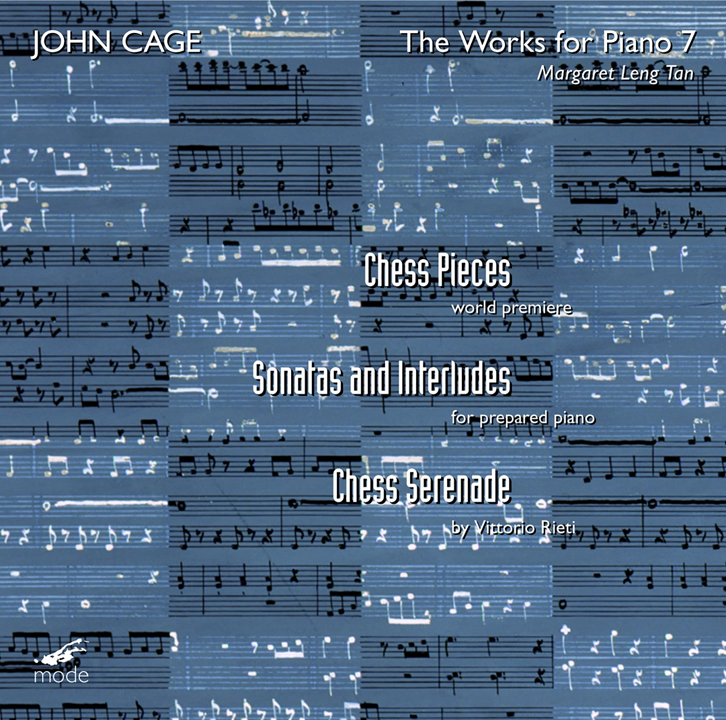 JOHN CAGE
The Works for Piano 7
Margaret Leng Tan
Chess Pieces
world premiere
Sonatas and Interludes
for prepared piano
Chess Serenade
by Vittorio Rieti
mode